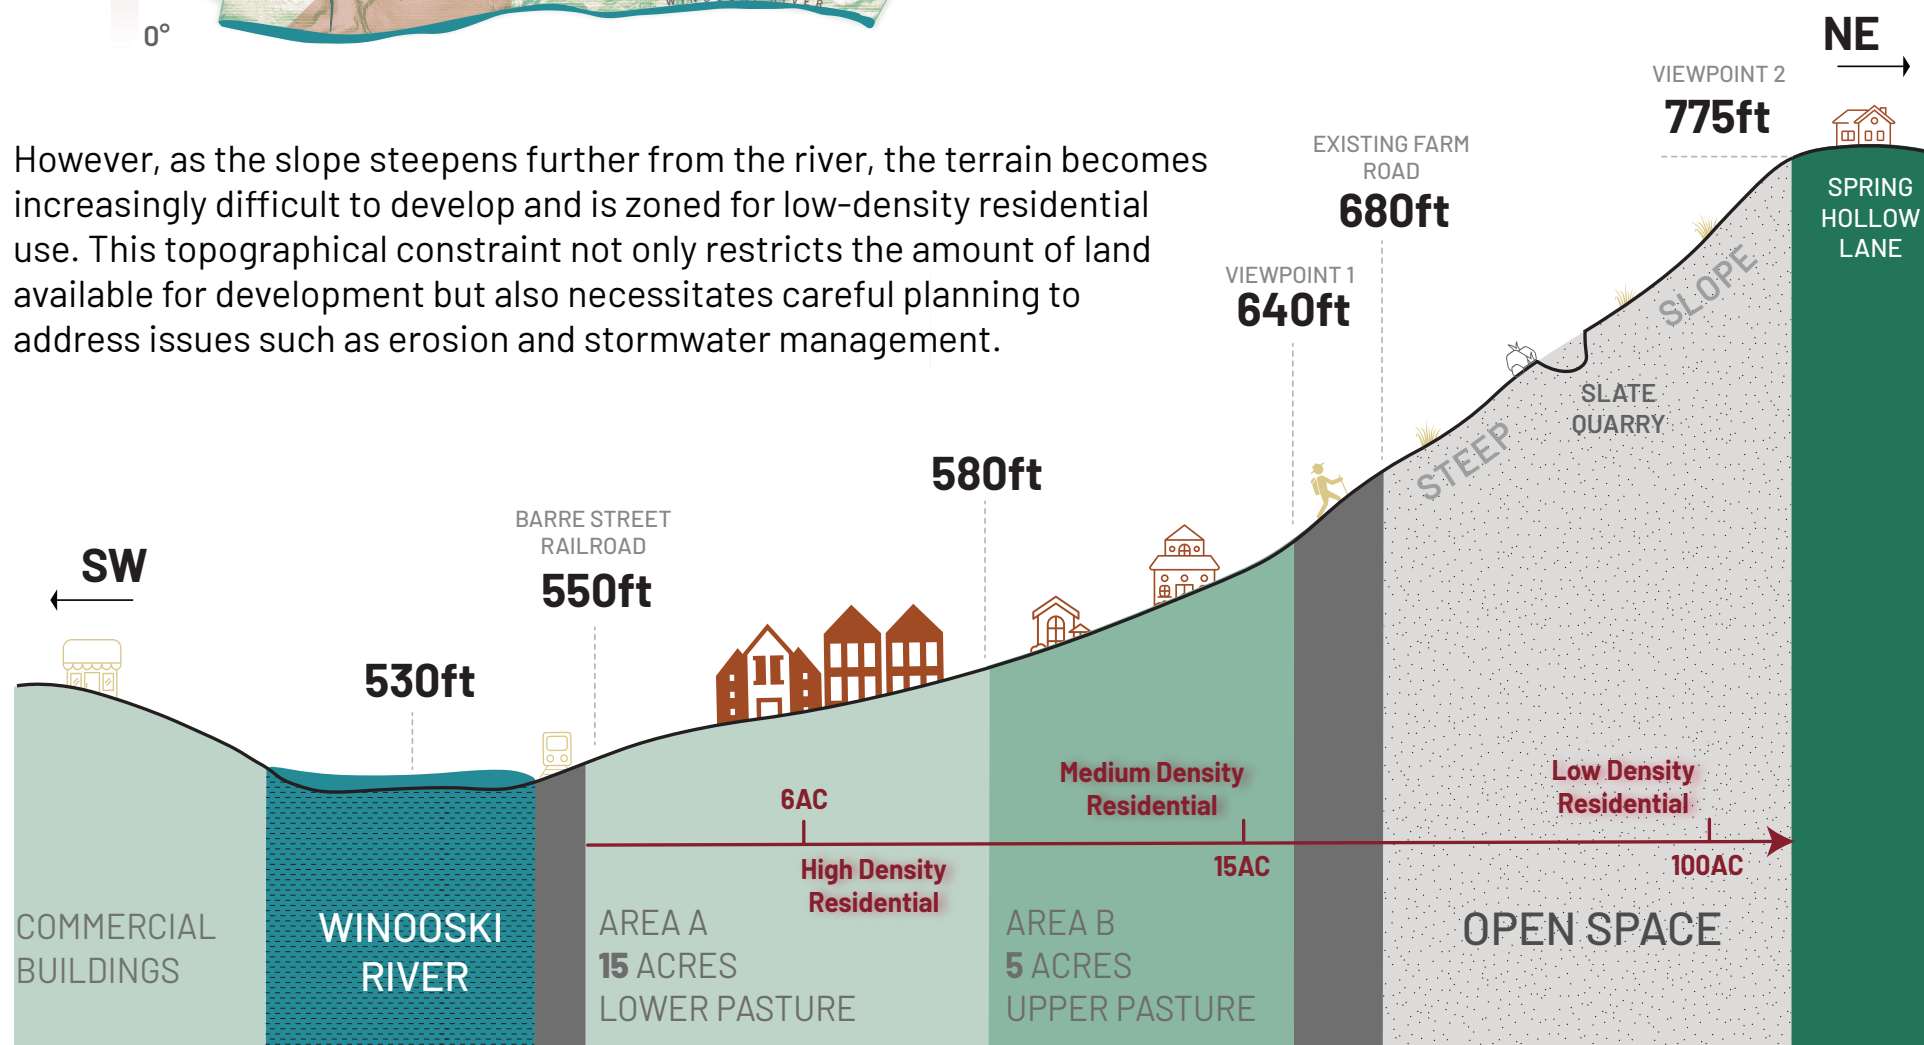 0°
WINOOSKI RIVER
However, as the slope steepens further from the river, the terrain becomes
increasingly difficult to develop and is zoned for low-density residential
use. This topographical constraint not only restricts the amount of land
available for development but also necessitates careful planning to
address issues such as erosion and stormwater management.
NE
VIEWPOINT 2
775ft
EXISTING FARM
ROAD
680ft
VIEWPOINT 1
640ft
SPRING
HOLLOW
LANE
SLOPE
SLATE
QUARRY
STEEP
580ft
BARRE STREET
RAILROAD
550ft
SW
530ft
6AC
High Density
Residential
Medium Density
Residential
15AC
Low Density
Residential
100AC
COMMERCIAL
BUILDINGS
WINOOSKI
RIVER
AREA A
15 ACRES
LOWER PASTURE
AREA B
5 ACRES
UPPER PASTURE
OPEN SPACE